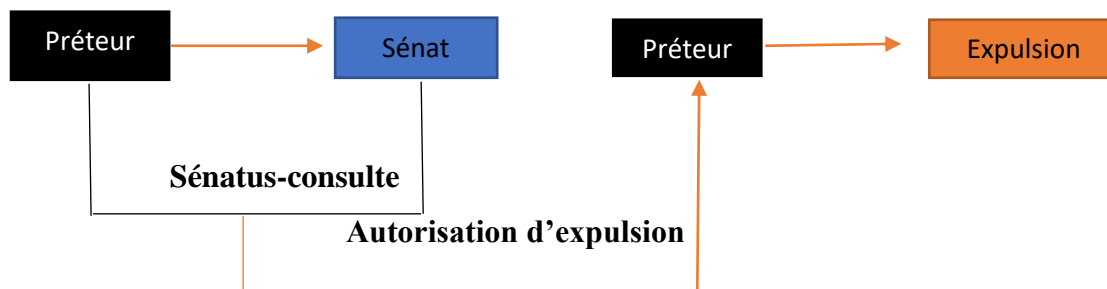 Préteur
Sénat
Préteur
Expulsion
Sénatus-consulte
Autorisation d’expulsion